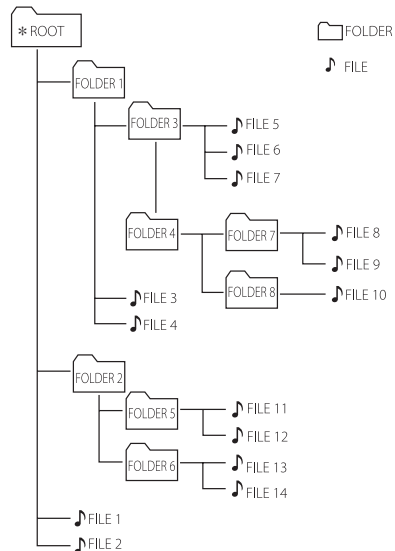 * ROOT
FOLDER
FILE
FOLDER 1
FOLDER 3
FILE 5
FILE 6
FILE 7
FOLDER 4
FOLDER 7
FILE 8
FILE 9
FOLDER 8
FILE 10
FILE 3
FILE 4
FOLDER 2
FOLDER 5
FILE 11
FILE 12
FOLDER 6
FILE 13
FILE 14
FILE 1
FILE 2